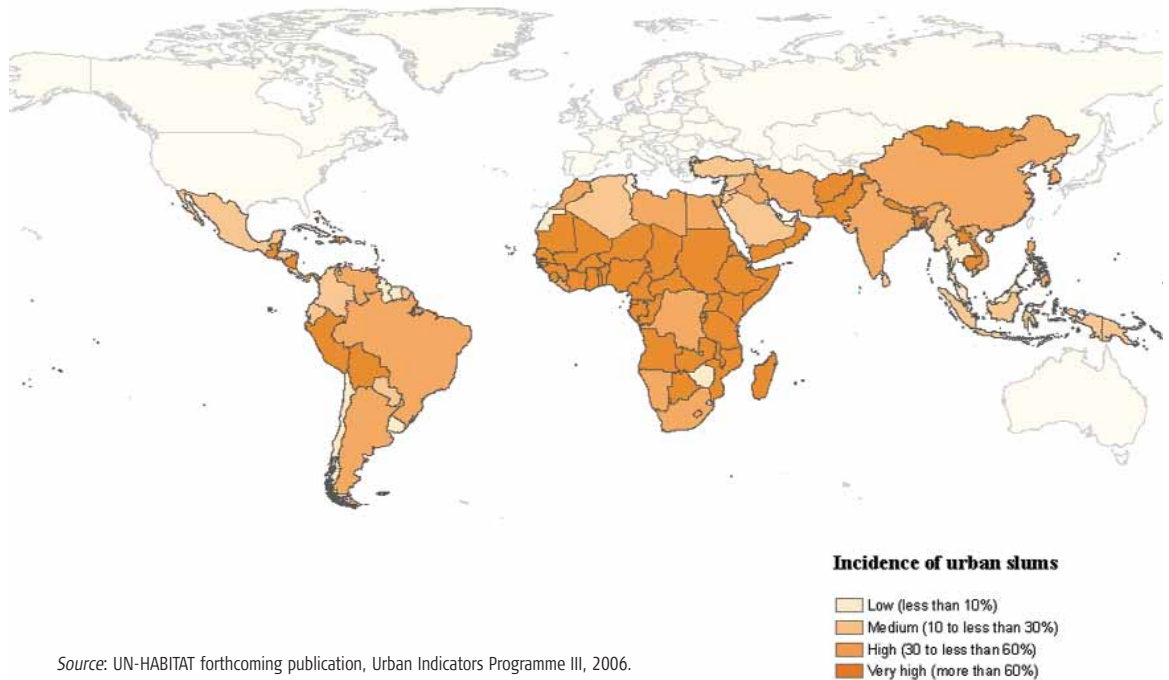 Incidence of urban slums
Low (less than 10%)
Medium (10 to less than 30%)
High (30 to less than 60%)
Very high (more than 60%)
Source: UN-HABITAT forthcoming publication, Urban Indicators Programme III, 2006.